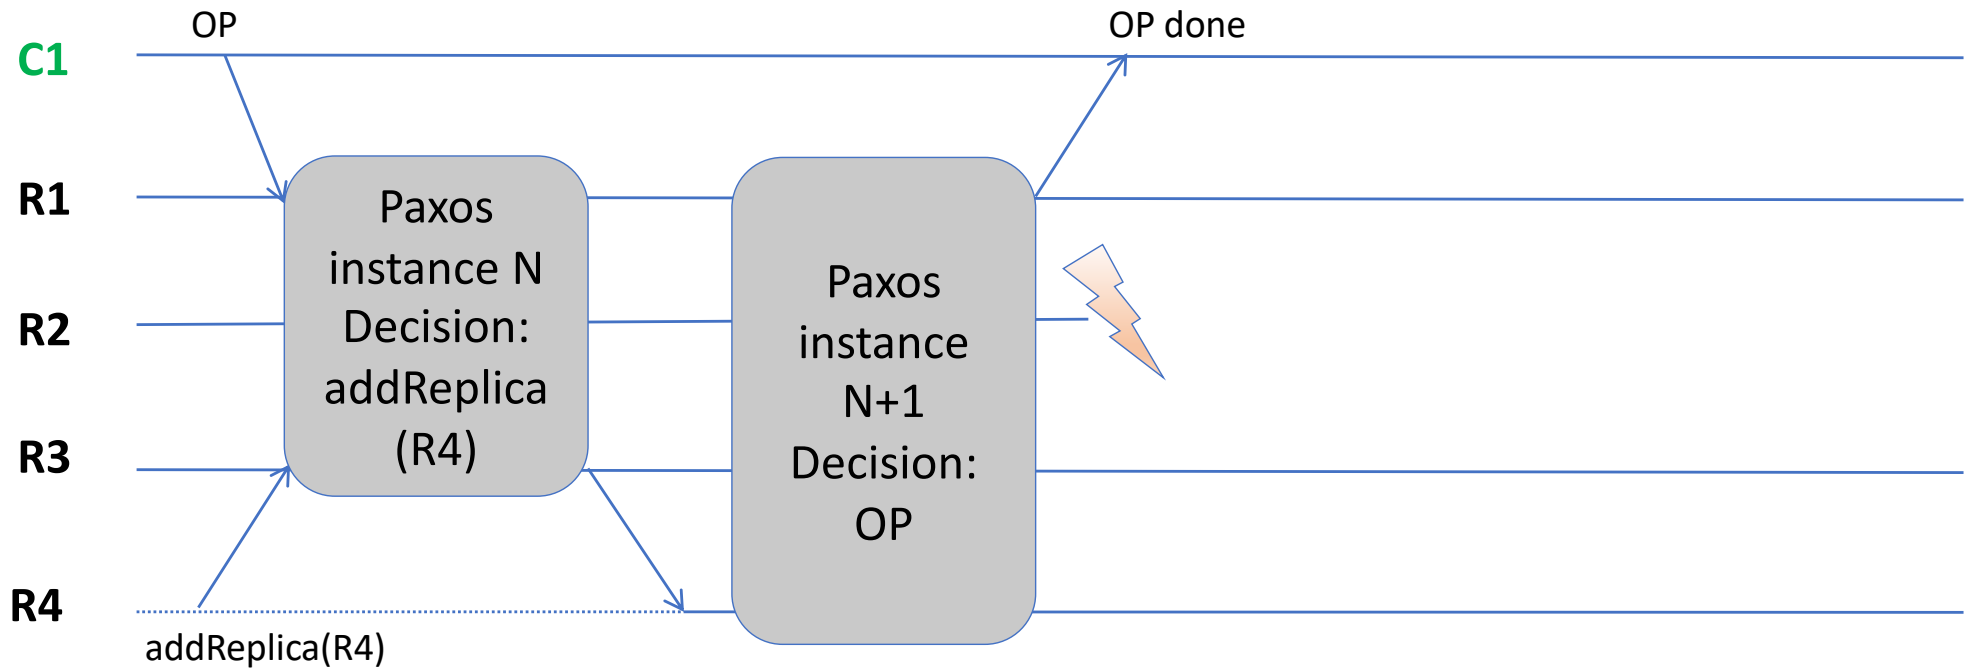 OP
OP done
C1
R1
Paxos
instance N
Decision:
addReplica
(R4)
Paxos
instance
N+1
Decision:
OP
R2
R3
R4
addReplica(R4)